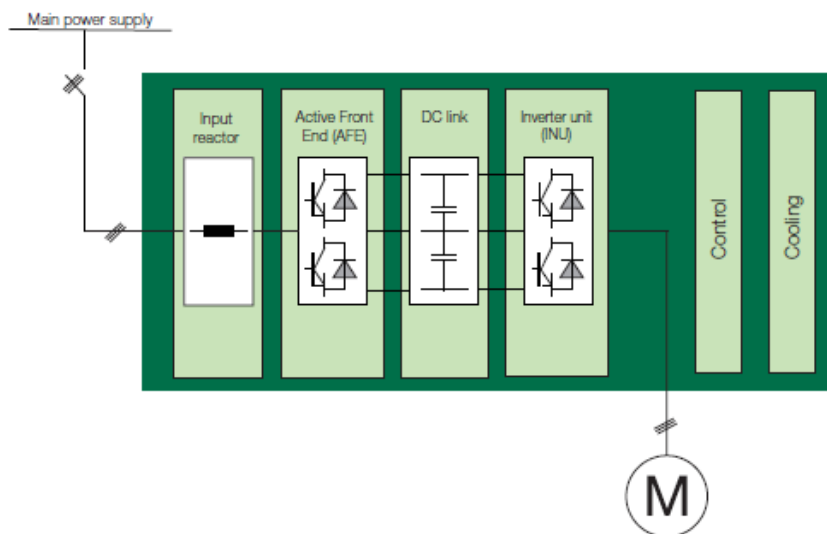 Main power supply
Input
reactor
Active Front
End (AFE)
DC link
Inverter unit
(INU)
Control
Cooling
M